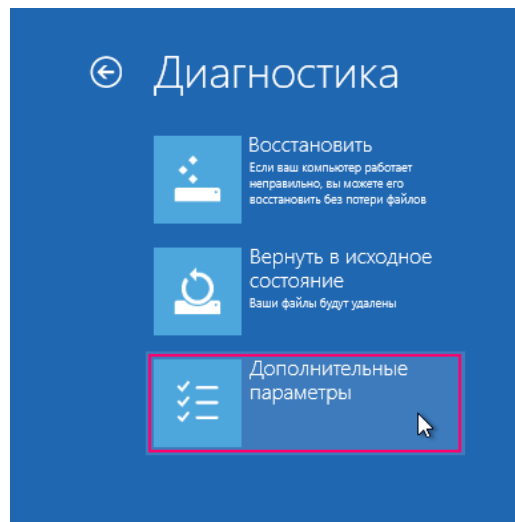 Диагностика
Восстановить
Если ваш компьютер работает
неправильно, вы можете его
восстановить без потери файлов
Вернуть в исходное
состояние
Ваши файлы будут удалены
Дополнительные
параметры